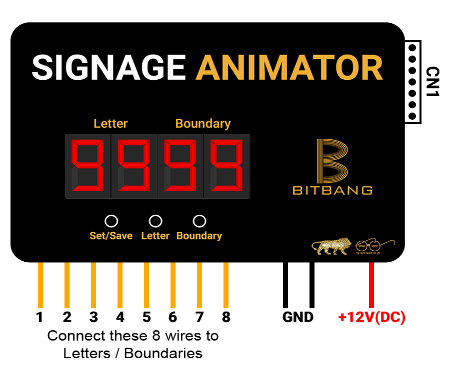 SIGNAGE ANIMATOR
CN1
Letter Boundary
9999
BITBANG
Set/Save Letter Boundary
1 2 3 4 5 6 7 8 GND +12V(DC)
Connect these 8 wires to
Letters / Boundaries